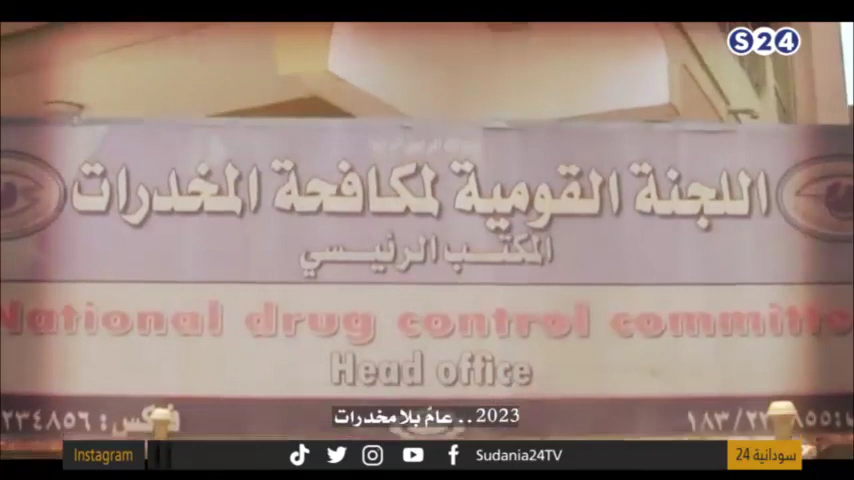 S24
اللجنة القومية لمكافحة المخدرات
المكتب الرئيسي
National drug control committe
Head office
فاكس: ٢٣٤٨٥٦
2023.. عامٌ بلا مخدرات
Instagram
Sudania24TV
سودانية 24